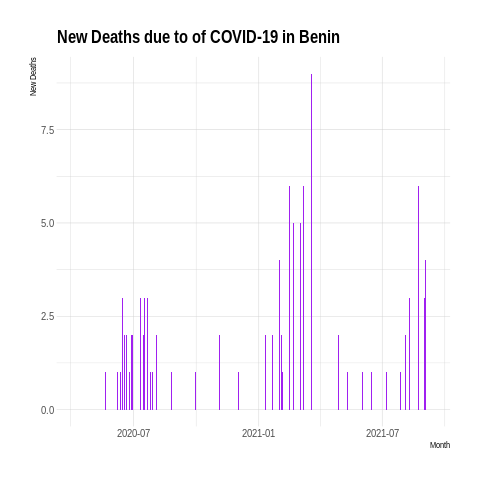 New Deaths due to of COVID-19 in Benin
New Deaths
7.5
5.0
2.5
0.0
2020-07
2021-01
2021-07
Month